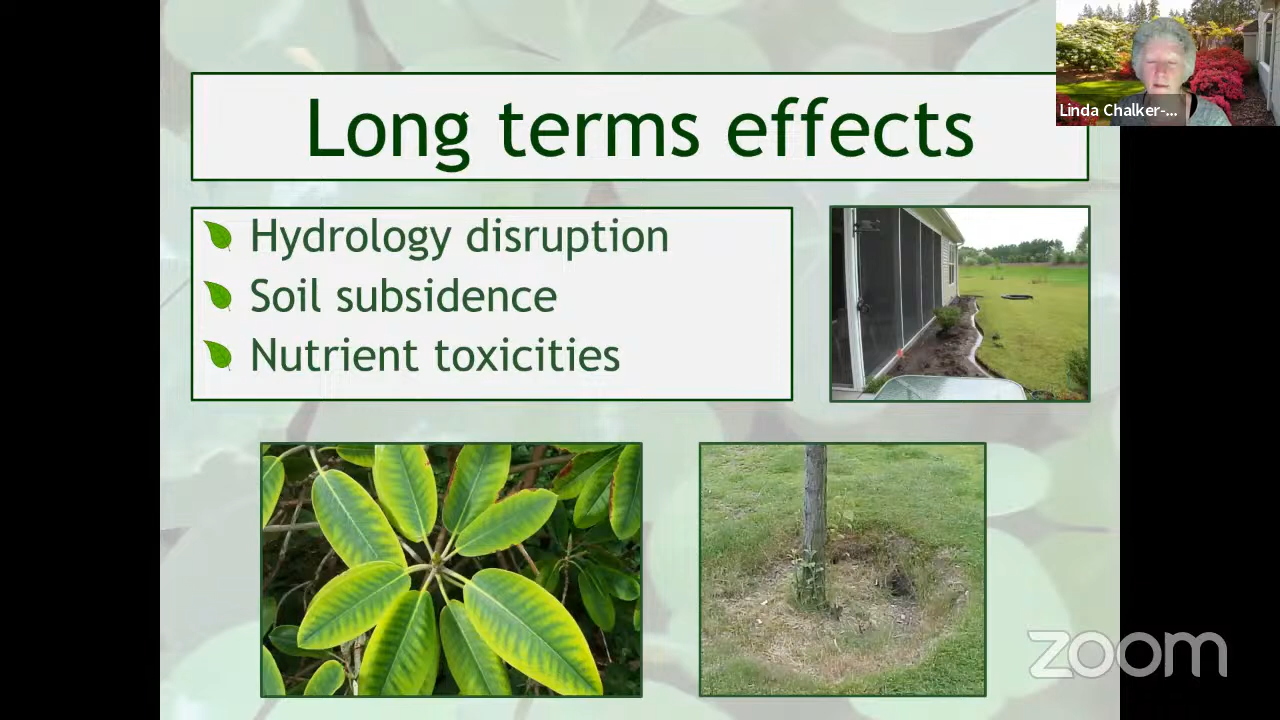 Long terms effects
Linda Chalker-...
Hydrology disruption
Soil subsidence
Nutrient toxicities
zoom